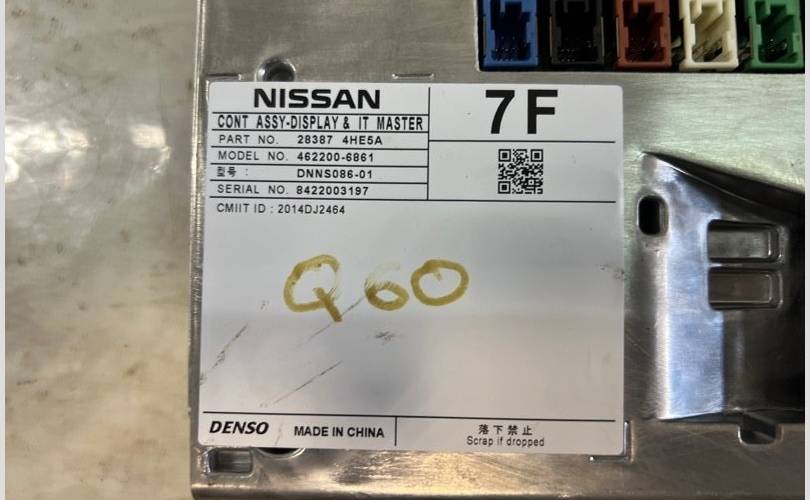 NISSAN
7F
CONT ASSY-DISPLAY & IT MASTER
PART NO. 28387 4HE5A
MODEL NO. 462200-6861
型号 : DNNS086-01
SERIAL NO. 8422003197
CMIIT ID : 2014DJ2464
Q60
DENSO MADE IN CHINA
落下禁止
Scrap if dropped